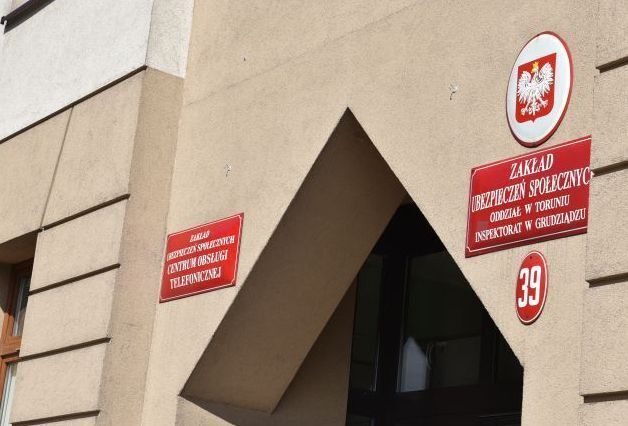 ZAKŁAD
UBEZPIECZEŃ SPOŁECZNYCH
CENTRUM OBSŁUGI
TELEFONICZNEJ
ZAKŁAD
UBEZPIECZEŃ SPOŁECZNYC
ODDZIAŁ W TORUNIU
INSPEKTORAT W GRUDZIĄDZU
39